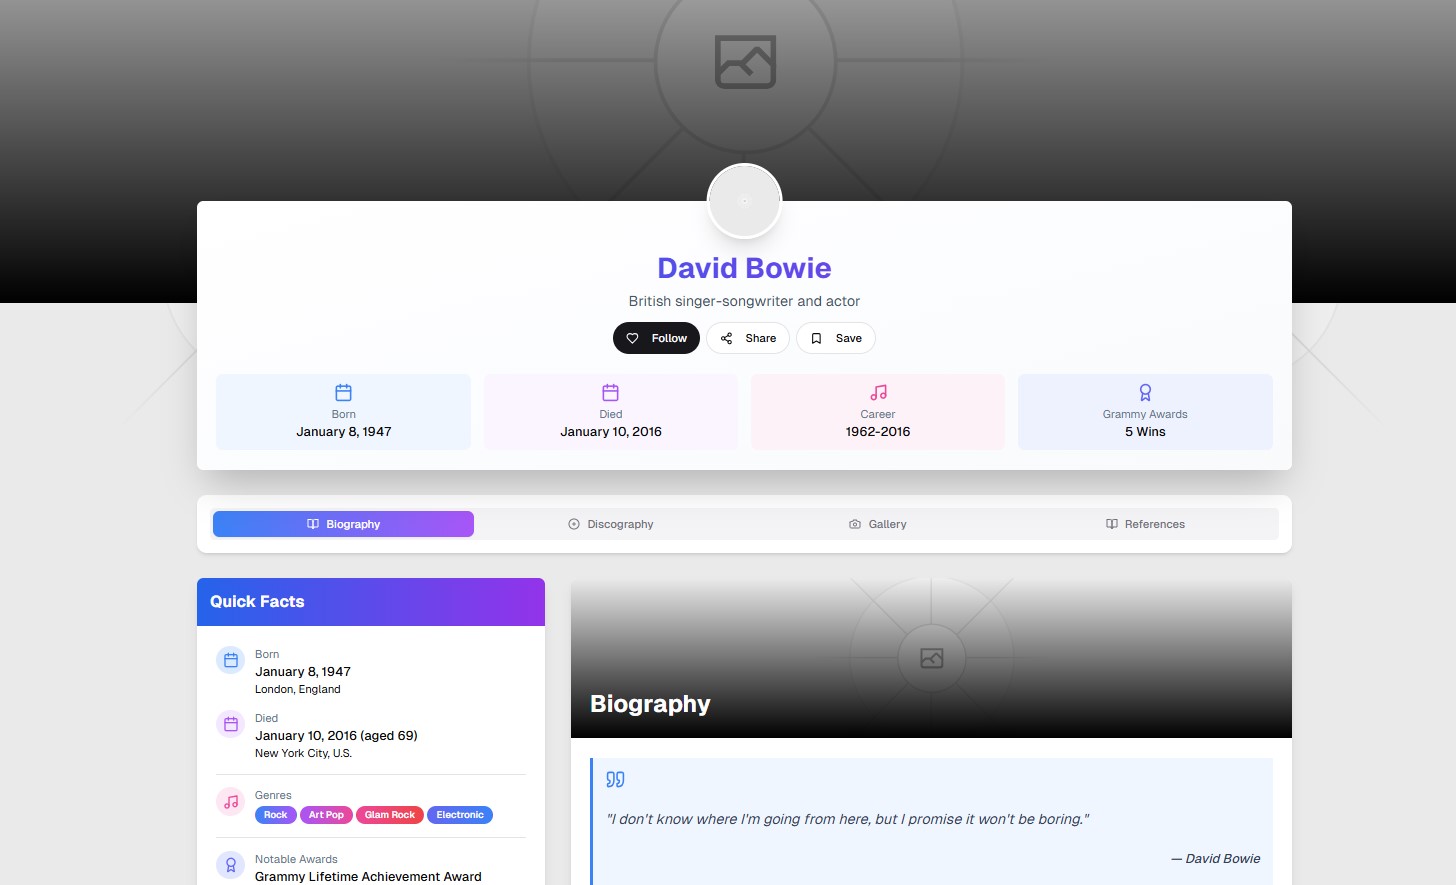 David Bowie
British singer-songwriter and actor
Follow
Share
Save
Born
January 8, 1947
Died
January 10, 2016
Career
1962-2016
Grammy Awards
5 Wins
Biography
Discography
Gallery
References
Quick Facts
Born
January 8, 1947
London, England
Died
January 10, 2016 (aged 69)
New York City, U.S.
Genres
Rock Art Pop Glam Rock Electronic
Notable Awards
Grammy Lifetime Achievement Award
Biography
"I don't know where I'm going from here, but I promise it won't be boring."
— David Bowie